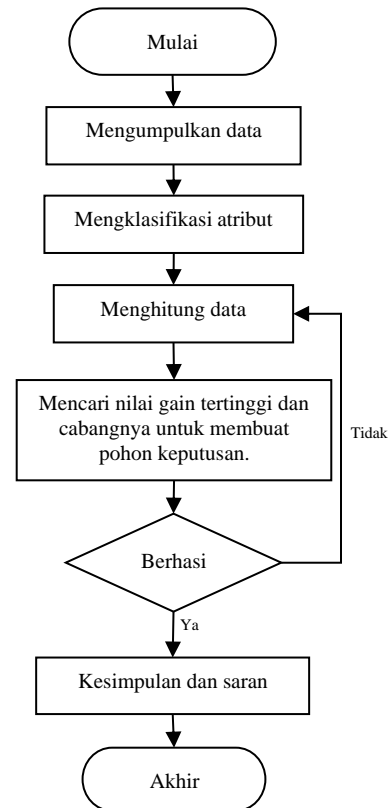 Mulai
Mengumpulkan data
Mengklasifikasi atribut
Menghitung data
Mencari nilai gain tertinggi dan
cabangnya untuk membuat
pohon keputusan.
Tidak
Berhasi
Ya
Kesimpulan dan saran
Akhir